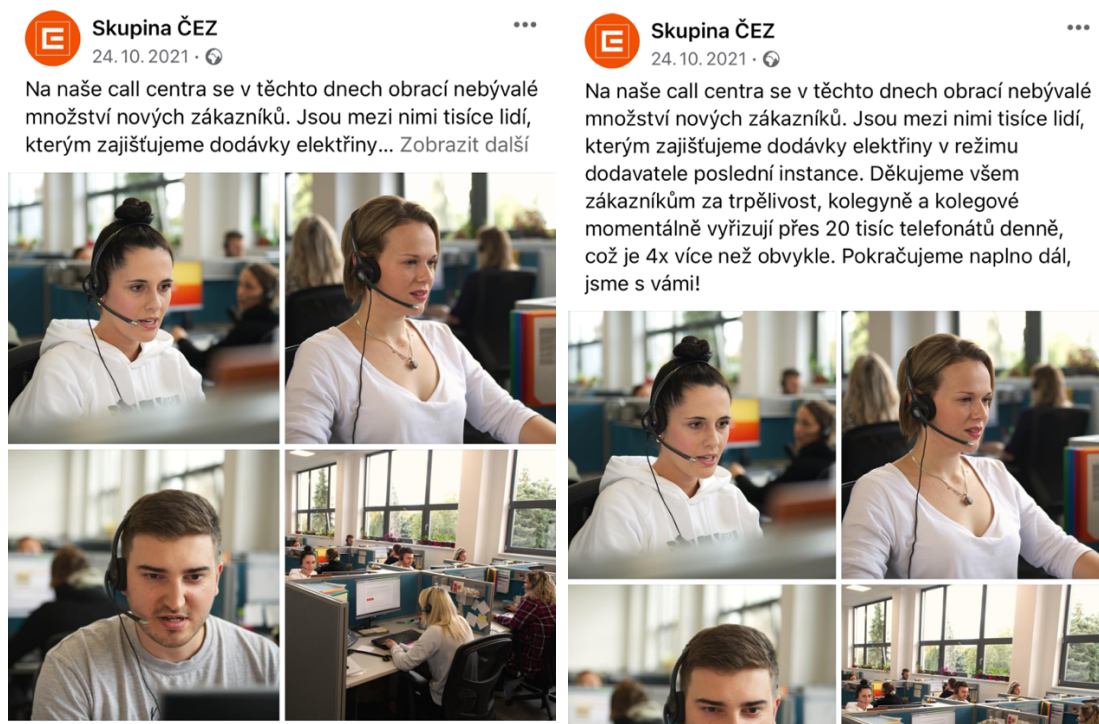 Skupina ČEZ
24. 10. 2021 ·
Na naše call centra se v těchto dnech obrací nebývalé
množství nových zákazníků. Jsou mezi nimi tisíce lidí,
kterým zajišťujeme dodávky elektřiny... Zobrazit další
Skupina ČEZ
24. 10. 2021 ·
Na naše call centra se v těchto dnech obrací nebývalé
množství nových zákazníků. Jsou mezi nimi tisíce lidí,
kterým zajišťujeme dodávky elektřiny v režimu
dodavatele poslední instance. Děkujeme všem
zákazníkům za trpělivost, kolegyně a kolegové
momentálně vyřizují přes 20 tisíc telefonátů denně,
což je 4x více než obvykle. Pokračujeme naplno dál,
jsme s vámi!